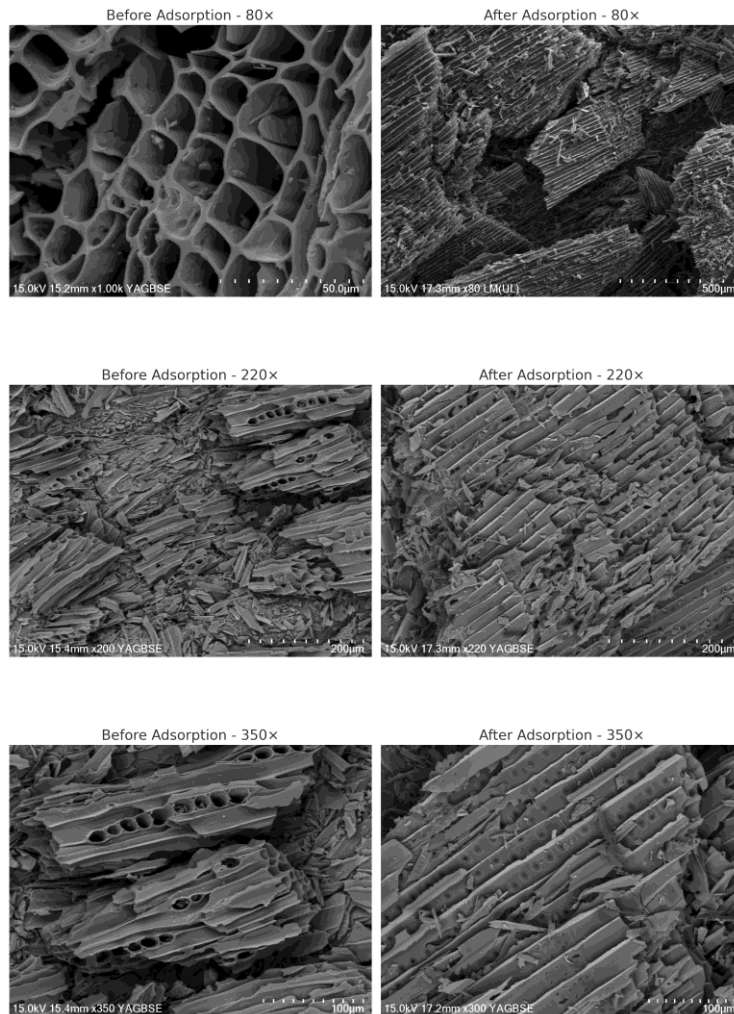 Before Adsorption - 80×
After Adsorption - 80×
15.0kV 15.2mm x1.00k YAGBSE
50.0µm
15.0kV 17.3mm x80 LM(UL)
500µm
Before Adsorption - 220×
After Adsorption - 220×
15.0kV 15.4mm x200 YAGBSE
200µm
15.0kV 17.3mm x220 YAGBSE
200µm
Before Adsorption - 350×
After Adsorption - 350×
15.0kV 15.4mm x350 YAGBSE
100µm
15.0kV 17.2mm x300 YAGBSE
100µm